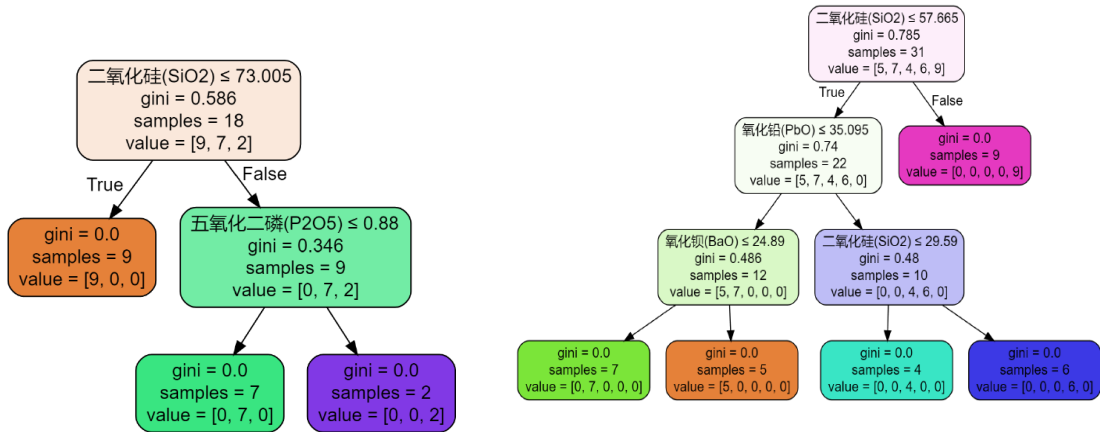 二氧化硅(SiO2) ≤ 73.005
gini = 0.586
samples = 18
value = [9, 7, 2]
True
False
gini = 0.0
samples = 9
value = [9, 0, 0]
五氧化二磷(P2O5) ≤ 0.88
gini = 0.346
samples = 9
value = [0, 7, 2]
gini = 0.0
samples = 7
value = [0, 7, 0]
gini = 0.0
samples = 2
value = [0, 0, 2]
二氧化硅(SiO2) ≤ 57.665
gini = 0.785
samples = 31
value = [5, 7, 4, 6, 9]
True
False
氧化铅(PbO) ≤ 35.095
gini = 0.74
samples = 22
value = [5, 7, 4, 6, 0]
gini = 0.0
samples = 9
value = [0, 0, 0, 0, 9]
氧化钡(BaO) ≤ 24.89
gini = 0.486
samples = 12
value = [5, 7, 0, 0, 0]
二氧化硅(SiO2) ≤ 29.59
gini = 0.48
samples = 10
value = [0, 0, 4, 6, 0]
gini = 0.0
samples = 7
value = [0, 7, 0, 0, 0]
gini = 0.0
samples = 5
value = [5, 0, 0, 0, 0]
gini = 0.0
samples = 4
value = [0, 0, 4, 0, 0]
gini = 0.0
samples = 6
value = [0, 0, 0, 6, 0]